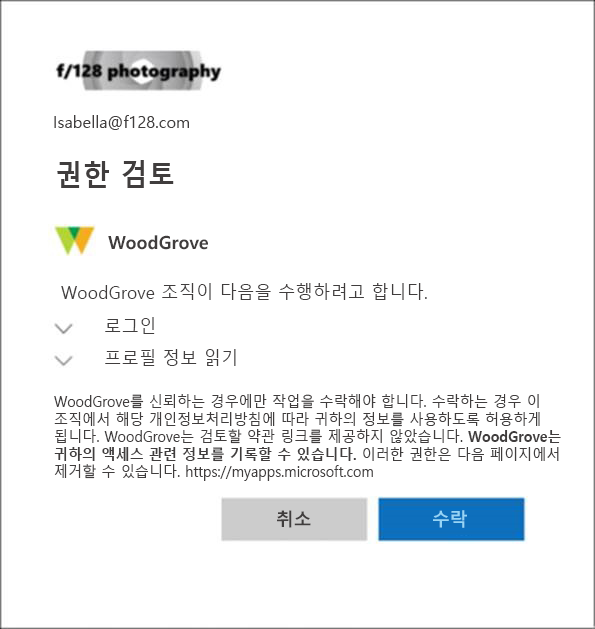 f/128 photography
Isabella@f128.com
권한 검토
WoodGrove
WoodGrove 조직이 다음을 수행하려고 합니다.
로그인
프로필 정보 읽기
WoodGrove를 신뢰하는 경우에만 작업을 수락해야 합니다. 수락하는 경우 이
조직에서 해당 개인정보처리방침에 따라 귀하의 정보를 사용하도록 허용하게
됩니다. WoodGrove는 검토할 약관 링크를 제공하지 않았습니다. WoodGrove는
귀하의 액세스 관련 정보를 기록할 수 있습니다. 이러한 권한은 다음 페이지에서
제거할 수 있습니다. https://myapps.microsoft.com
취소 수락